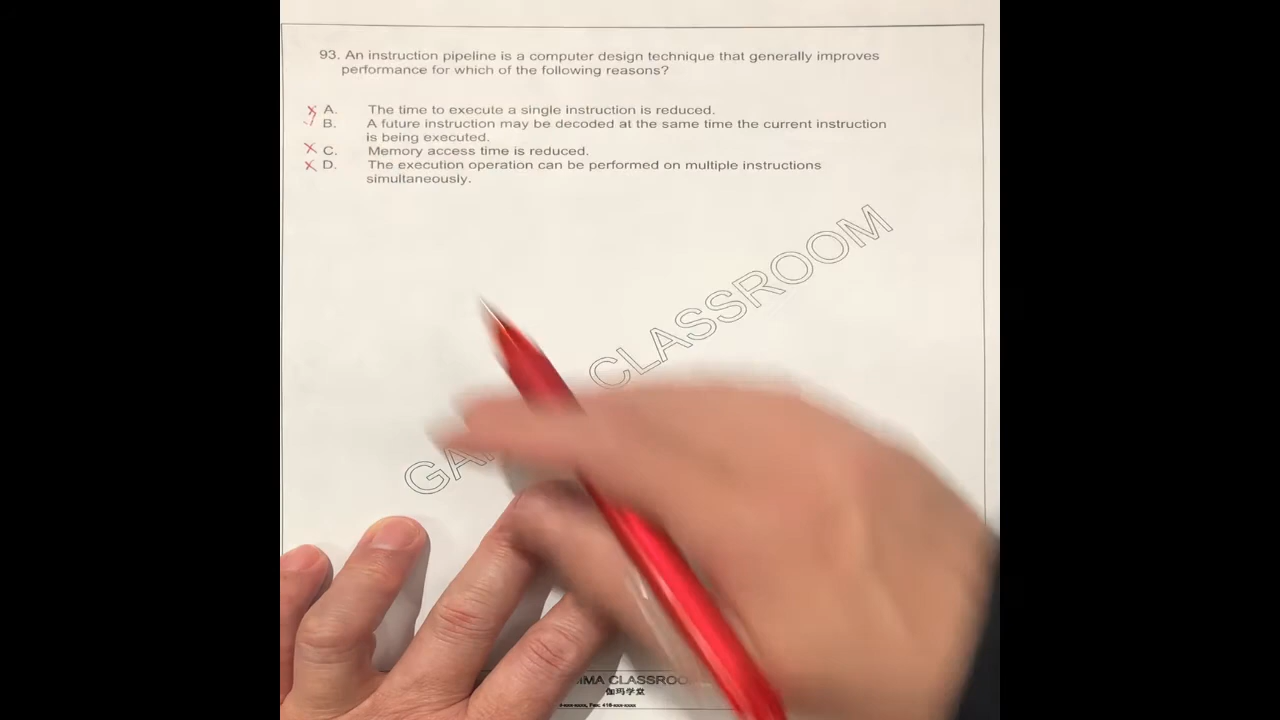 93. An instruction pipeline is a computer design technique that generally improves
performance for which of the following reasons?
A. The time to execute a single instruction is reduced.
B. A future instruction may be decoded at the same time the current instruction
is being executed.
C. Memory access time is reduced.
D. The execution operation can be performed on multiple instructions
simultaneously.
CLASSROOM
CLASSROOM
伽玛学堂